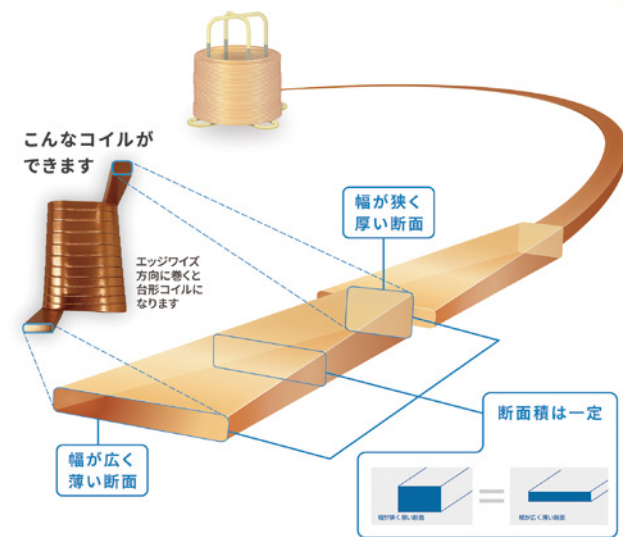 こんなコイルが
できます
エッジワイズ
方向に巻くと
台形コイルに
なります
幅が狭く
厚い断面
幅が広く
薄い断面
断面積は一定
幅が狭く厚い断面
幅が広く薄い断面